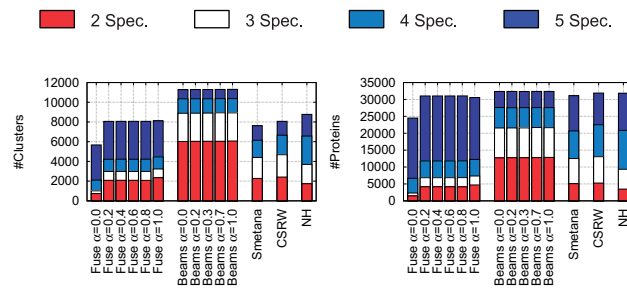 2 Spec. 3 Spec. 4 Spec. 5 Spec.
#Clusters
12000
10000
8000
6000
4000
2000
0
Fuse α=0.0
Fuse α=0.2
Fuse α=0.4
Fuse α=0.6
Fuse α=0.8
Fuse α=1.0
Beams α=0.0
Beams α=0.2
Beams α=0.3
Beams α=0.7
Beams α=1.0
Smetana
CSRW
NH
#Proteins
35000
30000
25000
20000
15000
10000
5000
0
Fuse α=0.0
Fuse α=0.2
Fuse α=0.4
Fuse α=0.6
Fuse α=0.8
Fuse α=1.0
Beams α=0.0
Beams α=0.2
Beams α=0.3
Beams α=0.7
Beams α=1.0
Smetana
CSRW
NH